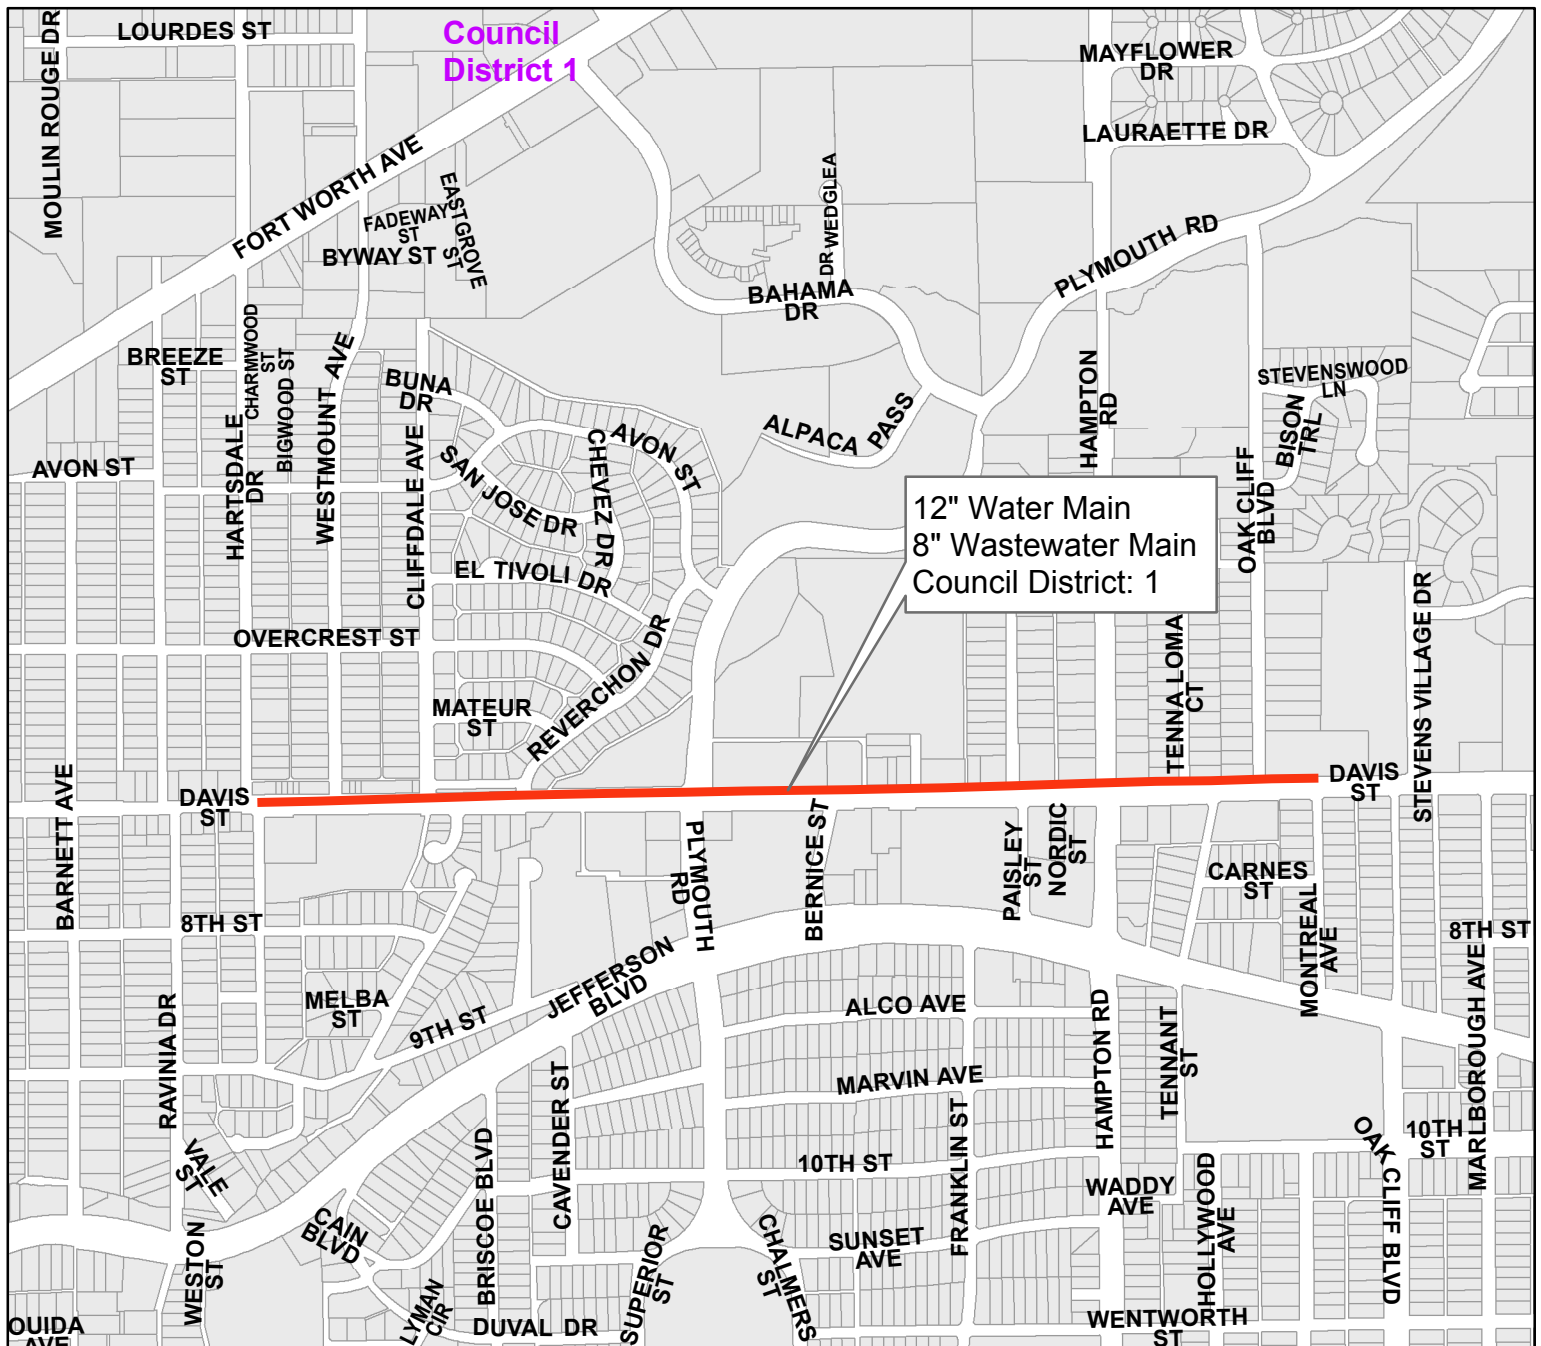 LOURDES ST
Council
District 1
MOULIN ROUGE DR
MAYFLOWER
DR
LAURAETTE DR
FORT WORTH AVE
FADEWAY
ST
EASTGROVE
ST
BYWAY ST
WEDGLEA
DR
PLYMOUTH RD
BAHAMA
DR
BREEZE
ST
CHARMWOOD
ST
BIGWOOD ST
WESTMOUNT AVE
BUNA
DR
HAMPTON
RD
STEVENSWOOD
LN
BISON
TRL
ALPACA PASS
AVON ST
HARTSDALE
DR
CLIFFDALE AVE
SAN JOSE DR
CHEVEZ DR
AVON ST
OAK CLIFF
BLVD
12" Water Main
8" Wastewater Main
Council District: 1
EL TIVOLI DR
OVERCREST ST
REVERCHON DR
TENNA LOMA
CT
STEVENS VILLAGE DR
MATEUR
ST
BARNETT AVE
DAVIS
ST
DAVIS
ST
PLYMOUTH
RD
BERNICE ST
PAISLEY
ST
NORDIC
ST
CARNES
ST
8TH ST
MONTREAL
AVE
8TH ST
MELBA
ST
9TH ST
JEFFERSON
BLVD
ALCO AVE
HAMPTON RD
TENNANT
ST
MARLBOROUGH AVE
RAVINIA DR
CAVENDER ST
MARVIN AVE
FRANKLIN ST
VALE
ST
BRISCOE BLVD
10TH ST
WADDY
AVE
HOLLYWOOD
AVE
OAK CLIFF BLVD
10TH
ST
WESTON
ST
CAIN
BLVD
SUPERIOR
ST
CHALMERS
ST
SUNSET
AVE
LYMAN
CIR
DUVAL DR
WENTWORTH
ST
OUIDA
AVE